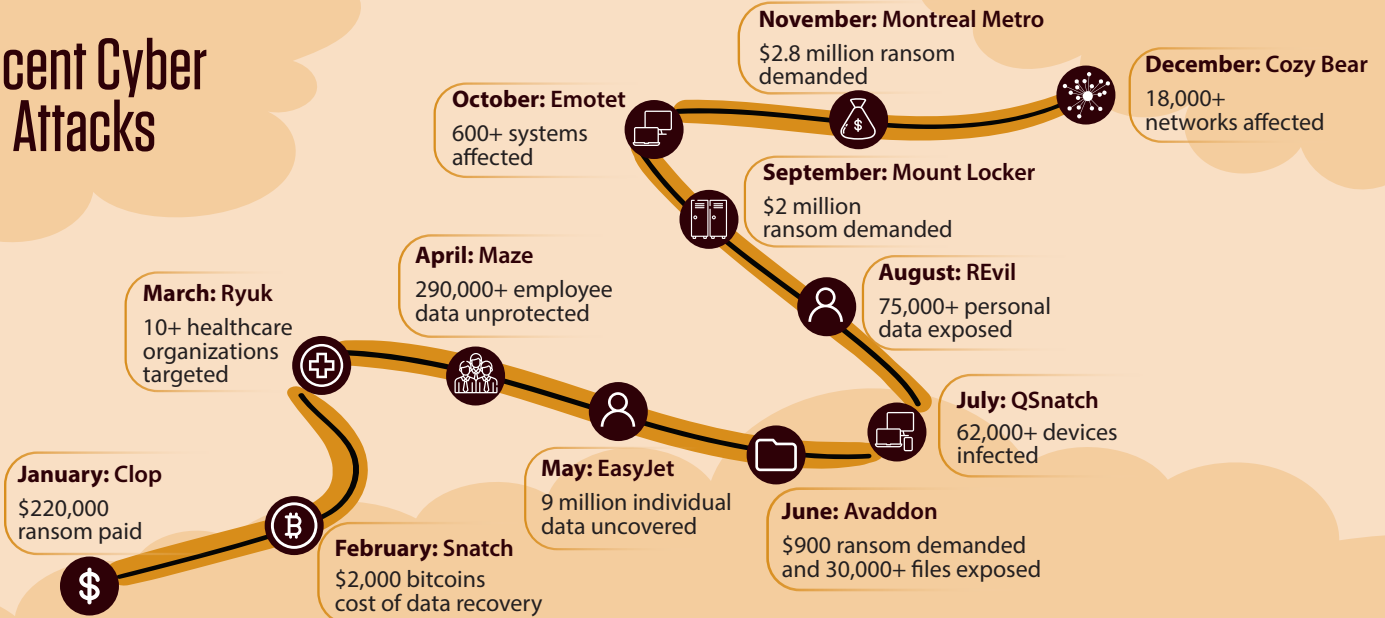 cent Cyber
Attacks
January: Clop
$220,000
ransom paid
February: Snatch
$2,000 bitcoins
cost of data recovery
March: Ryuk
10+ healthcare
organizations
targeted
April: Maze
290,000+ employee
data unprotected
May: EasyJet
9 million individual
data uncovered
June: Avaddon
$900 ransom demanded
and 30,000+ files exposed
July: QSnatch
62,000+ devices
infected
August: REvil
75,000+ personal
data exposed
September: Mount Locker
$2 million
ransom demanded
October: Emotet
600+ systems
affected
November: Montreal Metro
$2.8 million ransom
demanded
December: Cozy Bear
18,000+
networks affected